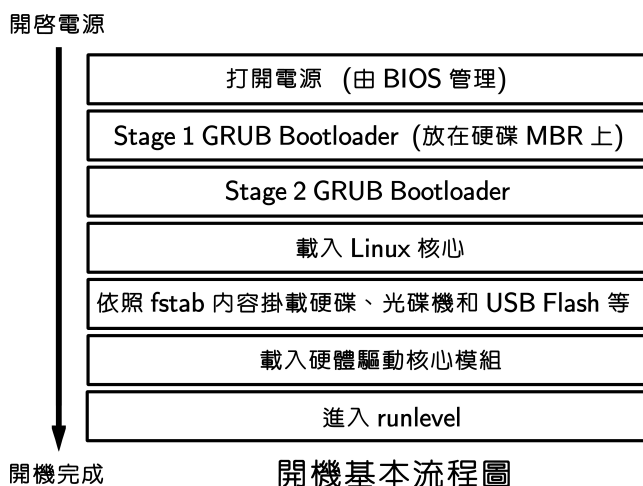 開啓電源
打開電源 (由 BIOS 管理)
Stage 1 GRUB Bootloader (放在硬碟 MBR 上)
Stage 2 GRUB Bootloader
載入 Linux 核心
依照 fstab 內容掛載硬碟、光碟機和 USB Flash 等
載入硬體驅動核心模組
進入 runlevel
開機完成
開機基本流程圖